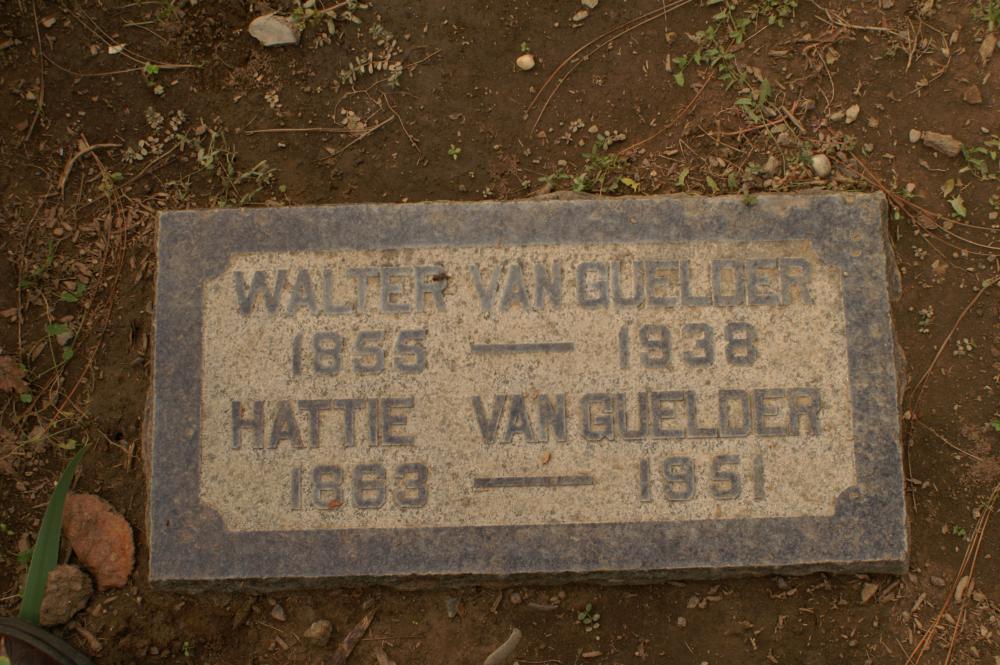 WALTER VAN GUELDER
1855 — 1938
HATTIE VAN GUELDER
1863 — 1951